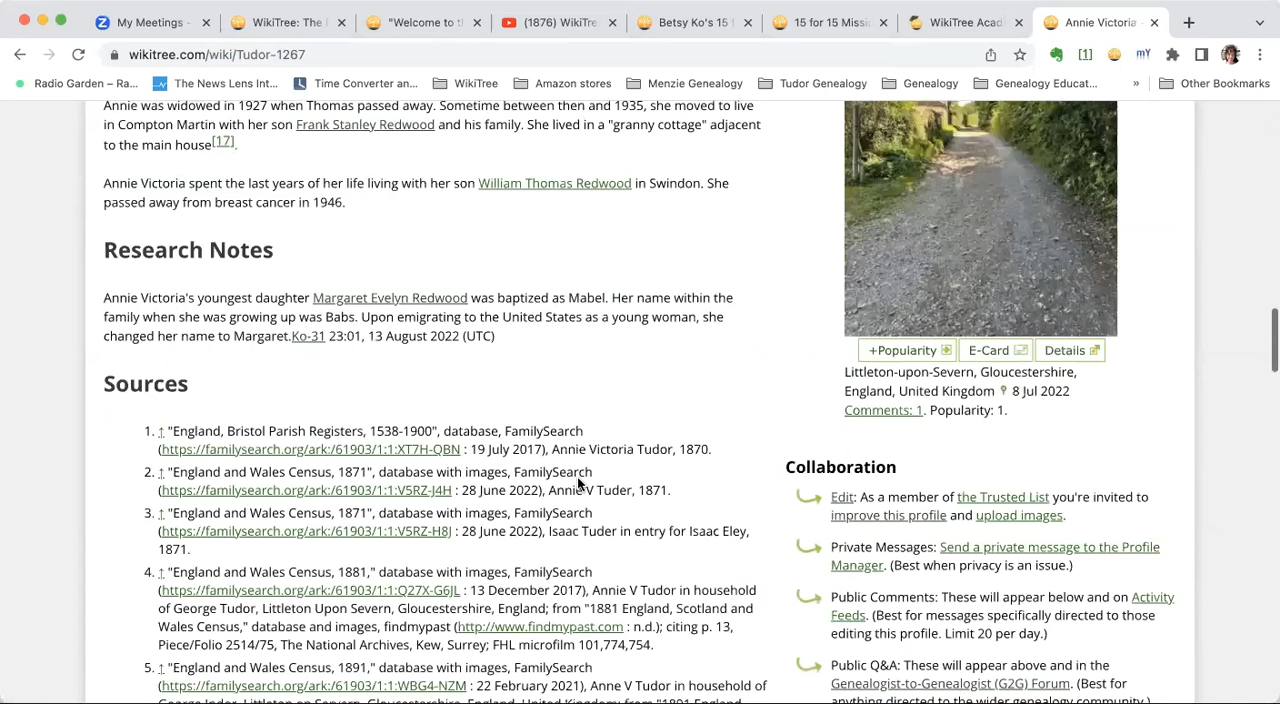 My Meetings -
WikiTree: The
"Welcome to t
(1876) WikiTre
Betsy Ko's 15
15 for 15 Missi
WikiTree Acad
Annie Victoria
wikitree.com/wiki/Tudor-1267
[1]
mY
Radio Garden – Ra...
The News Lens Int...
Time Converter an...
WikiTree
Amazon stores
Menzie Genealogy
Tudor Genealogy
Genealogy
Genealogy Educat...
»
Other Bookmarks
Annie was widowed in 1927 when Thomas passed away. Sometime between then and 1935, she moved to live
in Compton Martin with her son Frank Stanley Redwood and his family. She lived in a "granny cottage" adjacent
to the main house[17].
Annie Victoria spent the last years of her life living with her son William Thomas Redwood in Swindon. She
passed away from breast cancer in 1946.
Research Notes
Annie Victoria's youngest daughter Margaret Evelyn Redwood was baptized as Mabel. Her name within the
family when she was growing up was Babs. Upon emigrating to the United States as a young woman, she
changed her name to Margaret.Ko-31 23:01, 13 August 2022 (UTC)
Sources
1. ↑ "England, Bristol Parish Registers, 1538-1900", database, FamilySearch
(https://familysearch.org/ark:/61903/1:1:XT7H-QBN : 19 July 2017), Annie Victoria Tudor, 1870.
2. ↑ "England and Wales Census, 1871", database with images, FamilySearch
(https://familysearch.org/ark:/61903/1:1:V5RZ-J4H : 28 June 2022), Annie V Tuder, 1871.
3. ↑ "England and Wales Census, 1871", database with images, FamilySearch
(https://familysearch.org/ark:/61903/1:1:V5RZ-H8J : 28 June 2022), Isaac Tuder in entry for Isaac Eley,
1871.
4. ↑ "England and Wales Census, 1881," database with images, FamilySearch
(https://familysearch.org/ark:/61903/1:1:Q27X-G6JL : 13 December 2017), Annie V Tudor in household
of George Tudor, Littleton Upon Severn, Gloucestershire, England; from "1881 England, Scotland and
Wales Census," database and images, findmypast (http://www.findmypast.com : n.d.); citing p. 13,
Piece/Folio 2514/75, The National Archives, Kew, Surrey; FHL microfilm 101,774,754.
5. ↑ "England and Wales Census, 1891," database with images, FamilySearch
(https://familysearch.org/ark:/61903/1:1:WBG4-NZM : 22 February 2021), Anne V Tudor in household of
+Popularity
E-Card
Details
Littleton-upon-Severn, Gloucestershire,
England, United Kingdom 8 Jul 2022
Comments: 1. Popularity: 1.
Collaboration
Edit: As a member of the Trusted List you're invited to
improve this profile and upload images.
Private Messages: Send a private message to the Profile
Manager. (Best when privacy is an issue.)
Public Comments: These will appear below and on Activity
Feeds. (Best for messages specifically directed to those
editing this profile. Limit 20 per day.)
Public Q&A: These will appear above and in the
Genealogist-to-Genealogist (G2G) Forum. (Best for
anything directed to the wider genealogy community.)